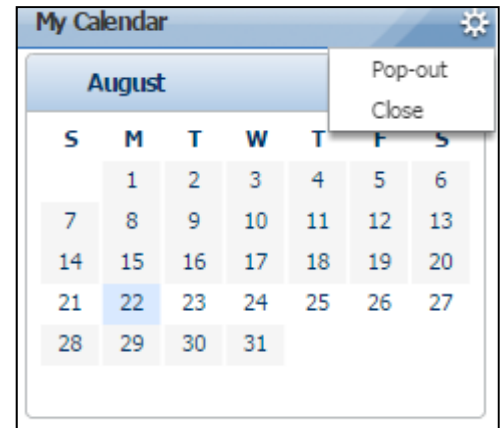 My Calendar
Pop-out
Close
August
S M T W T F S
1 2 3 4 5 6
7 8 9 10 11 12 13
14 15 16 17 18 19 20
21 22 23 24 25 26 27
28 29 30 31